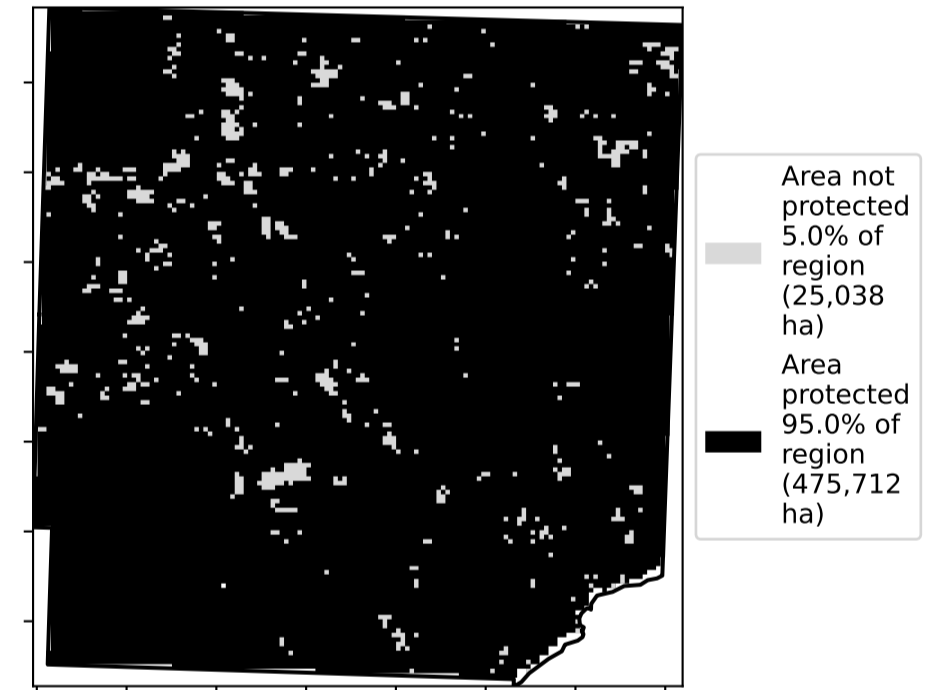 Area not
protected
5.0% of
region
(25,038
ha)
Area
protected
95.0% of
region
(475,712
ha)